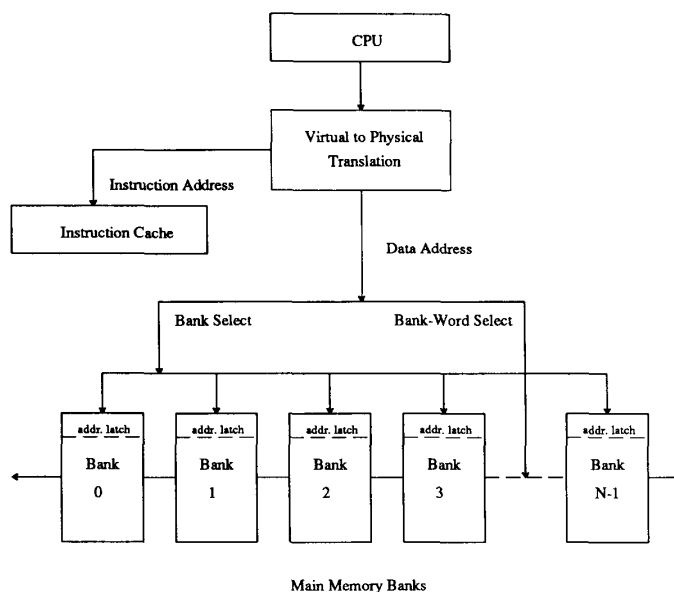 CPU
Virtual to Physical
Translation
Instruction Address
Instruction Cache
Data Address
Bank Select
Bank-Word Select
addr. latch
addr. latch
addr. latch
addr. latch
addr. latch
Bank
Bank
Bank
Bank
Bank
0
1
2
3
N-1
Main Memory Banks